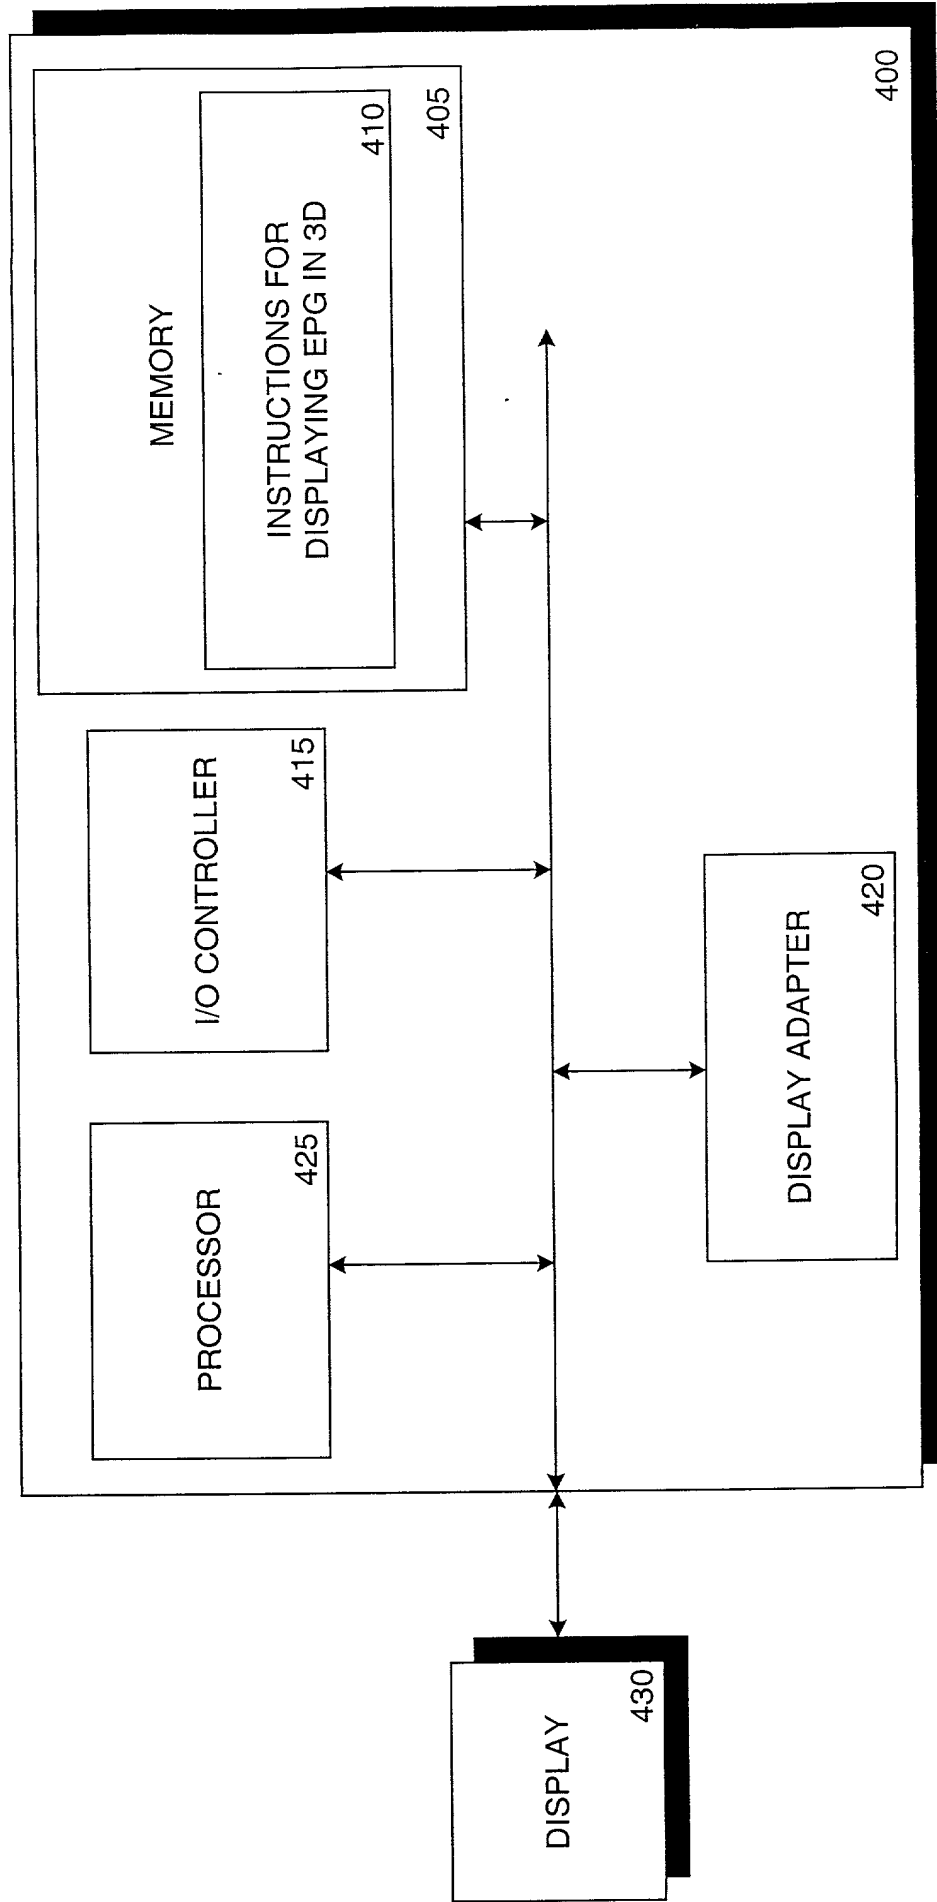 PROCESSOR
425
I/O CONTROLLER
415
MEMORY
INSTRUCTIONS FOR
DISPLAYING EPG IN 3D
410
405
DISPLAY
430
DISPLAY ADAPTER
420
400